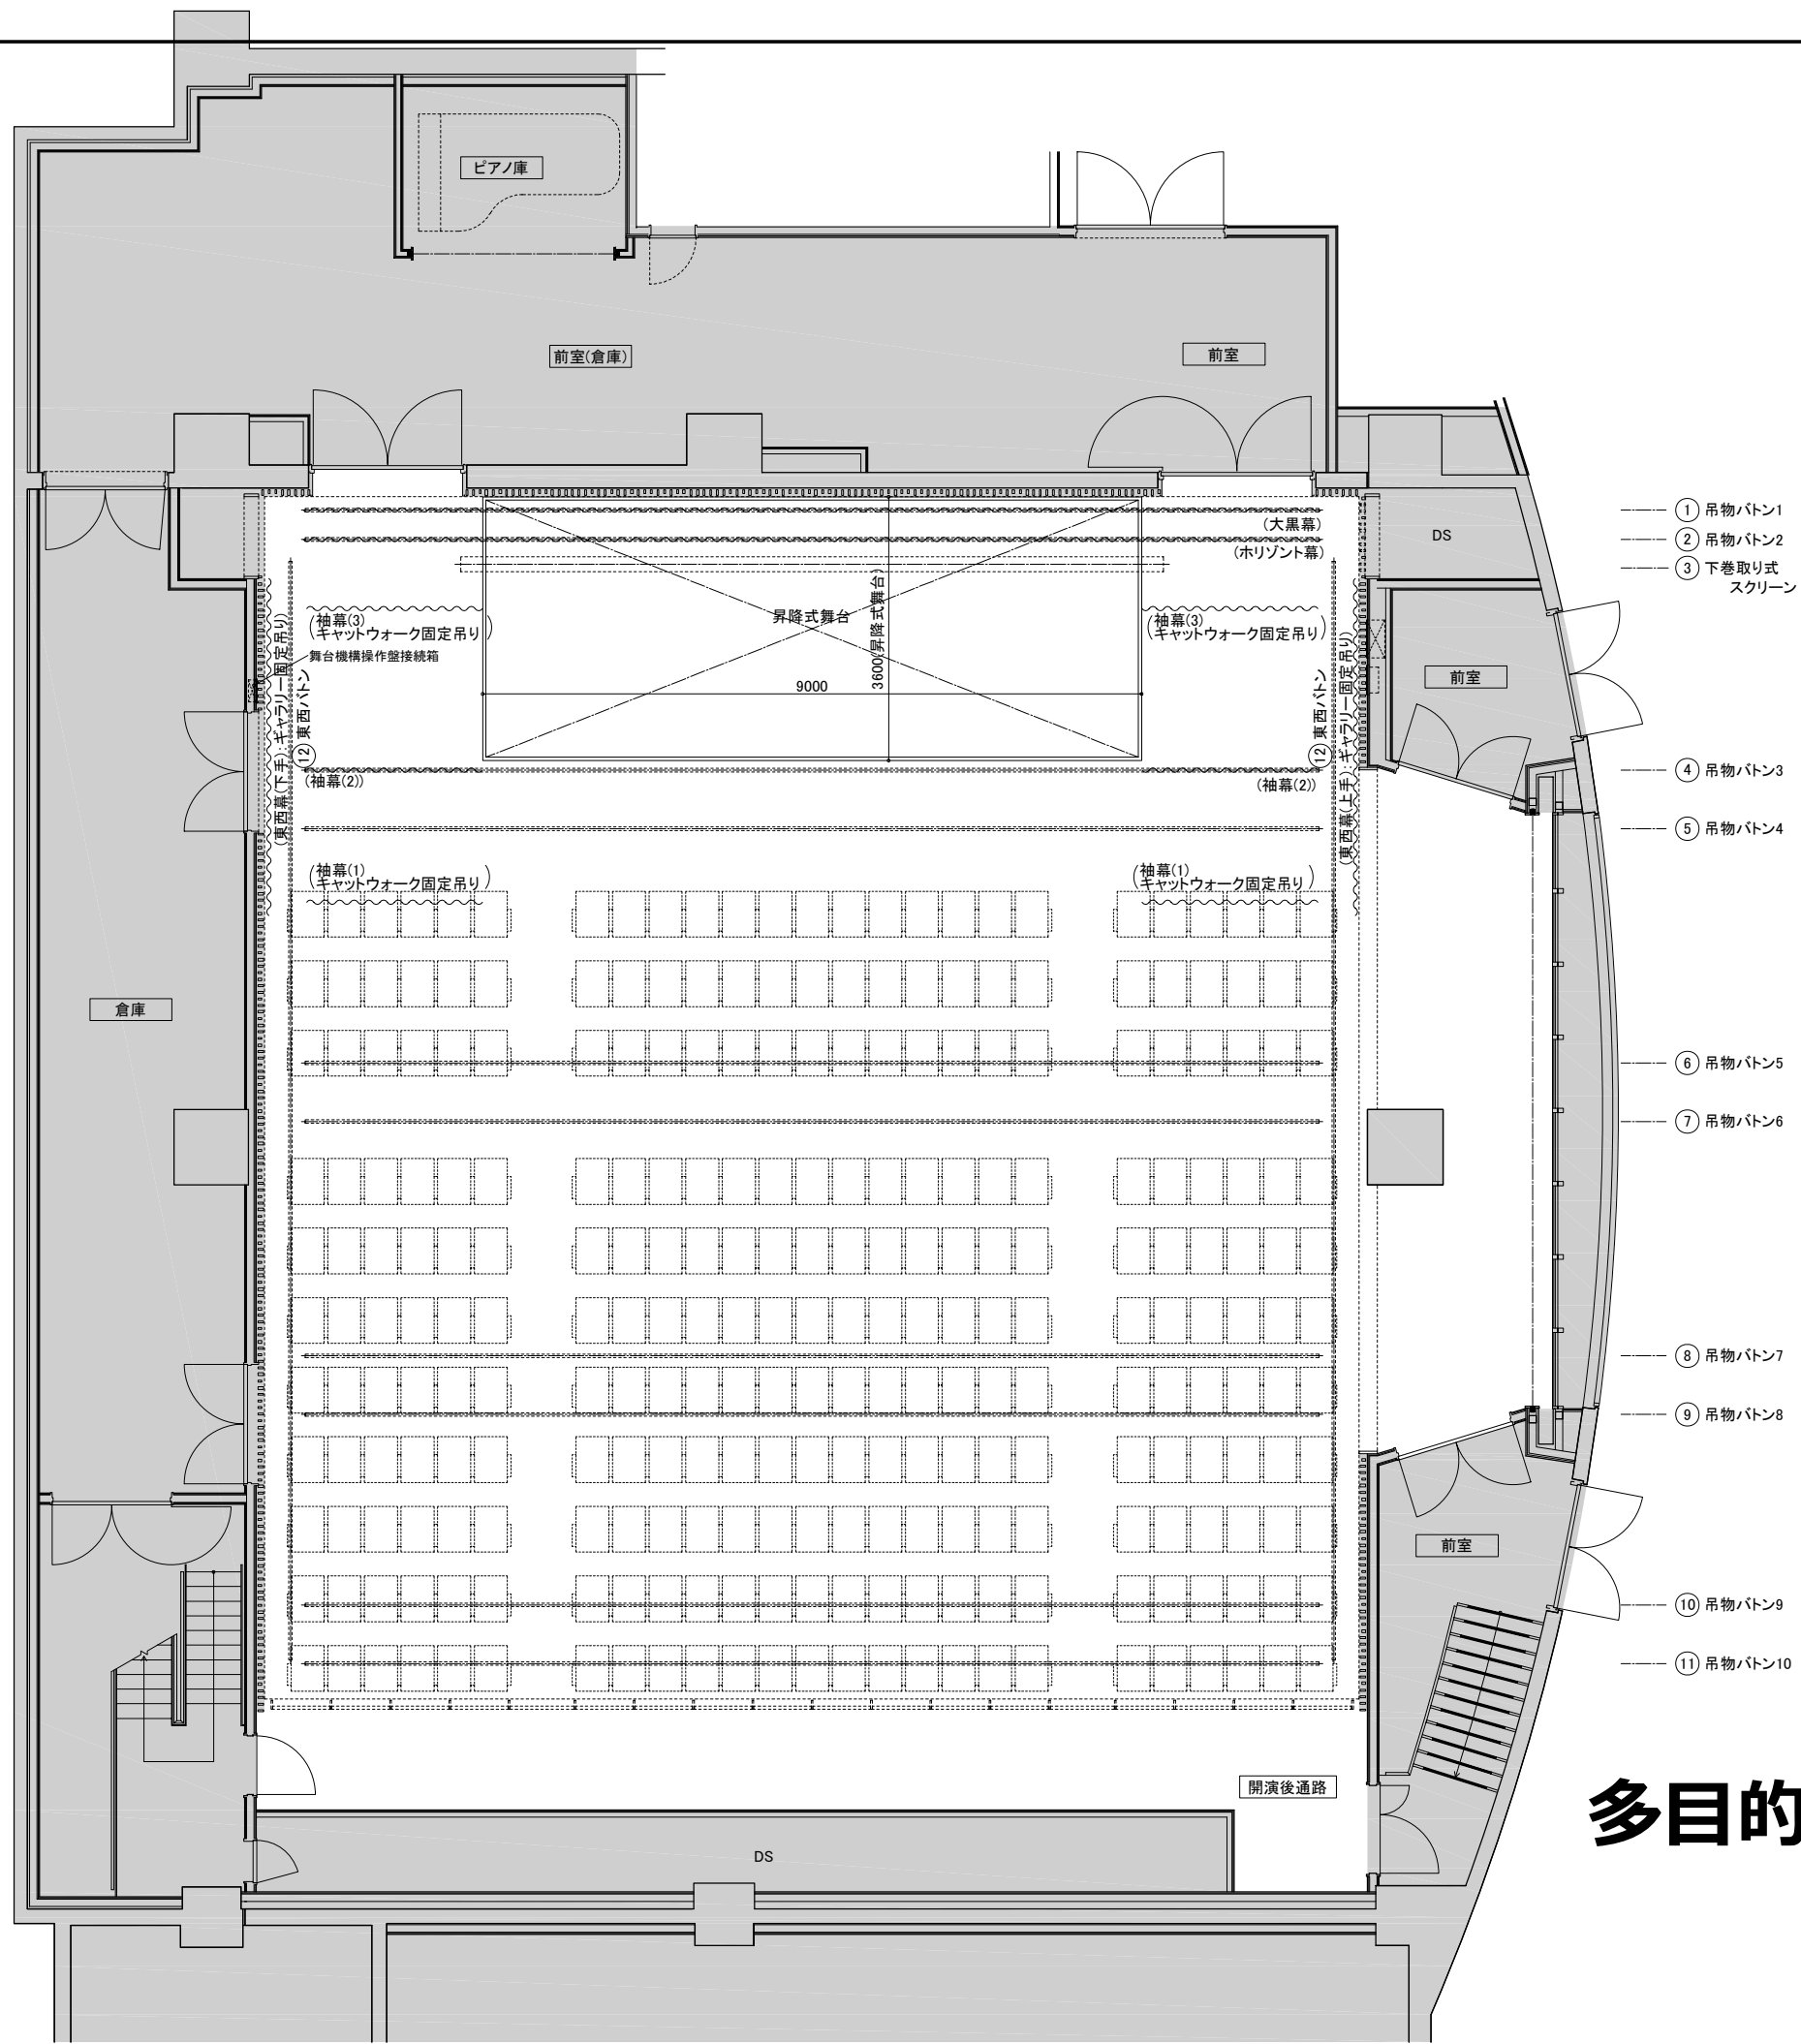 ピアノ庫
前室(倉庫)
前室
① 吊物バトン1
(大黒幕)
DS
② 吊物バトン2
(ホリゾント幕)
③ 下巻取り式
スクリーン
袖幕(3)
キャットウォーク固定吊り
昇降式舞台
3600(昇降式舞台)
袖幕(3)
キャットウォーク固定吊り
舞台機構操作盤接続箱
前室
9000
(東西幕(下手):ギャラリー固定吊り)
⑫ 東西バトン
⑫ 東西バトン
(東西幕(上手):ギャラリー固定吊り)
④ 吊物バトン3
(袖幕(2))
(袖幕(2))
⑤ 吊物バトン4
袖幕(1)
キャットウォーク固定吊り
袖幕(1)
キャットウォーク固定吊り
倉庫
⑥ 吊物バトン5
⑦ 吊物バトン6
⑧ 吊物バトン7
⑨ 吊物バトン8
前室
⑩ 吊物バトン9
⑪ 吊物バトン10
開演後通路
多目的
DS